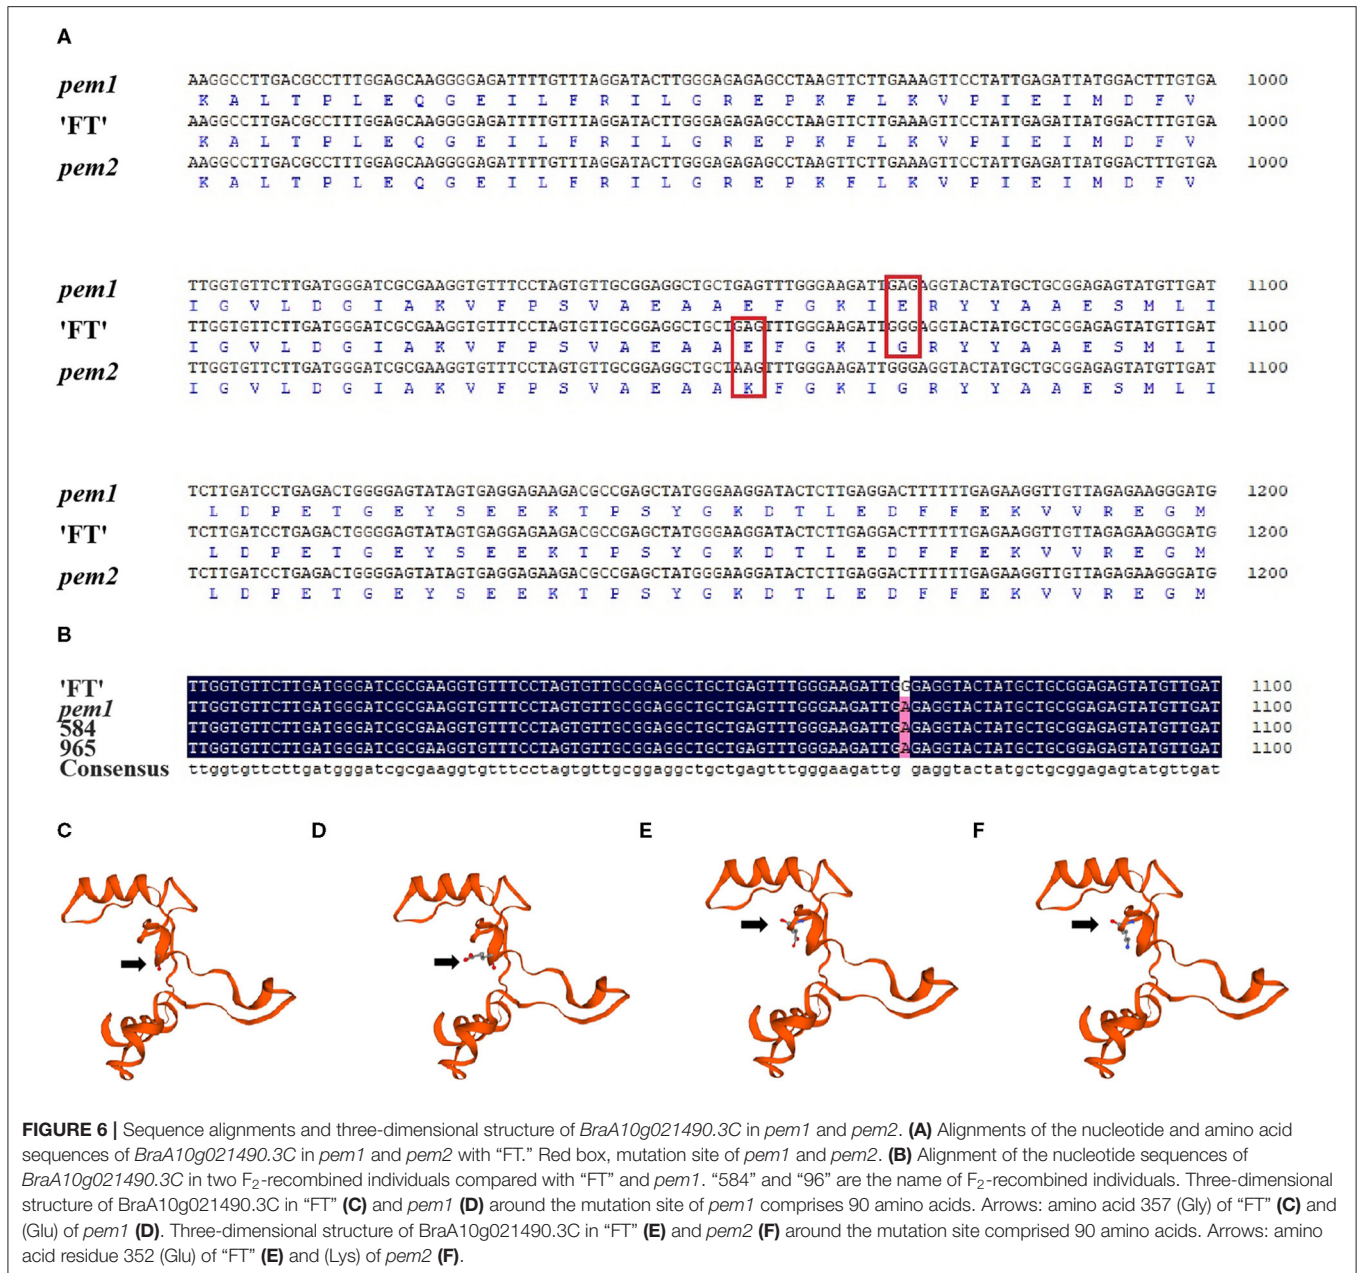 A
pem1 AAGGCCTTGACGCCTTTGGAGCAAGGGGAGATTTTGTTTAGGATACTTGGGAGAGAGCCTAAGTTCTTGAAAGTTCCTATTGAGATTATGGACTTTGTGA 1000
K A L T P L E Q G E I L F R I L G R E P K F L K V P I E I M D F V
'FT' AAGGCCTTGACGCCTTTGGAGCAAGGGGAGATTTTGTTTAGGATACTTGGGAGAGAGCCTAAGTTCTTGAAAGTTCCTATTGAGATTATGGACTTTGTGA 1000
K A L T P L E Q G E I L F R I L G R E P K F L K V P I E I M D F V
pem2 AAGGCCTTGACGCCTTTGGAGCAAGGGGAGATTTTGTTTAGGATACTTGGGAGAGAGCCTAAGTTCTTGAAAGTTCCTATTGAGATTATGGACTTTGTGA 1000
K A L T P L E Q G E I L F R I L G R E P K F L K V P I E I M D F V
pem1 TTGGTGTTCTTGATGGGATCGCGAAGGTGTTTCCTAGTGTTGCGGAGGCTGCTGAGTTTGGGAAGATTGAGAGGTACTATGCTGCGGAGAGTATGTTGAT 1100
I G V L D G I A K V F P S V A E A A E F G K I E R Y Y A A E S M L I
'FT' TTGGTGTTCTTGATGGGATCGCGAAGGTGTTTCCTAGTGTTGCGGAGGCTGCTGAGTTTGGGAAGATTGGGAGGTACTATGCTGCGGAGAGTATGTTGAT 1100
I G V L D G I A K V F P S V A E A A E F G K I G R Y Y A A E S M L I
pem2 TTGGTGTTCTTGATGGGATCGCGAAGGTGTTTCCTAGTGTTGCGGAGGCTGCTAAGTTTGGGAAGATTGGGAGGTACTATGCTGCGGAGAGTATGTTGAT 1100
I G V L D G I A K V F P S V A E A A K F G K I G R Y Y A A E S M L I
pem1 TCTTGATCCTGAGACTGGGGAGTATAGTGAGGAGAAGACGCCGAGCTATGGGAAGGATACTCTTGAGGACTTTTTTGAGAAGGTTGTTAGAGAAGGGATG 1200
L D P E T G E Y S E E K T P S Y G K D T L E D F F E K V V R E G M
'FT' TCTTGATCCTGAGACTGGGGAGTATAGTGAGGAGAAGACGCCGAGCTATGGGAAGGATACTCTTGAGGACTTTTTTGAGAAGGTTGTTAGAGAAGGGATG 1200
L D P E T G E Y S E E K T P S Y G K D T L E D F F E K V V R E G M
pem2 TCTTGATCCTGAGACTGGGGAGTATAGTGAGGAGAAGACGCCGAGCTATGGGAAGGATACTCTTGAGGACTTTTTTGAGAAGGTTGTTAGAGAAGGGATG 1200
L D P E T G E Y S E E K T P S Y G K D T L E D F F E K V V R E G M
B
'FT' TTGGTGTTCTTGATGGGATCGCGAAGGTGTTTCCTAGTGTTGCGGAGGCTGCTGAGTTTGGGAAGATTGGGAGGTACTATGCTGCGGAGAGTATGTTGAT 1100
pem1 TTGGTGTTCTTGATGGGATCGCGAAGGTGTTTCCTAGTGTTGCGGAGGCTGCTGAGTTTGGGAAGATTGAGAGGTACTATGCTGCGGAGAGTATGTTGAT 1100
584 TTGGTGTTCTTGATGGGATCGCGAAGGTGTTTCCTAGTGTTGCGGAGGCTGCTGAGTTTGGGAAGATTGAGAGGTACTATGCTGCGGAGAGTATGTTGAT 1100
965 TTGGTGTTCTTGATGGGATCGCGAAGGTGTTTCCTAGTGTTGCGGAGGCTGCTGAGTTTGGGAAGATTGAGAGGTACTATGCTGCGGAGAGTATGTTGAT 1100
Consensus ttggtgttcttgatgggatcgcgaaggtgtttcctagtgttgcggaggctgctgagtttgggaagattg gaggtactatgctgcggagagtatgttgat
C D E F
FIGURE 6 | Sequence alignments and three-dimensional structure of BraA10g021490.3C in pem1 and pem2. (A) Alignments of the nucleotide and amino acid
sequences of BraA10g021490.3C in pem1 and pem2 with “FT.” Red box, mutation site of pem1 and pem2. (B) Alignment of the nucleotide sequences of
BraA10g021490.3C in two F₂-recombined individuals compared with “FT” and pem1. “584” and “96” are the name of F₂-recombined individuals. Three-dimensional
structure of BraA10g021490.3C in “FT” (C) and pem1 (D) around the mutation site of pem1 comprises 90 amino acids. Arrows: amino acid 357 (Gly) of “FT” (C) and
(Glu) of pem1 (D). Three-dimensional structure of BraA10g021490.3C in “FT” (E) and pem2 (F) around the mutation site comprised 90 amino acids. Arrows: amino
acid residue 352 (Glu) of “FT” (E) and (Lys) of pem2 (F).